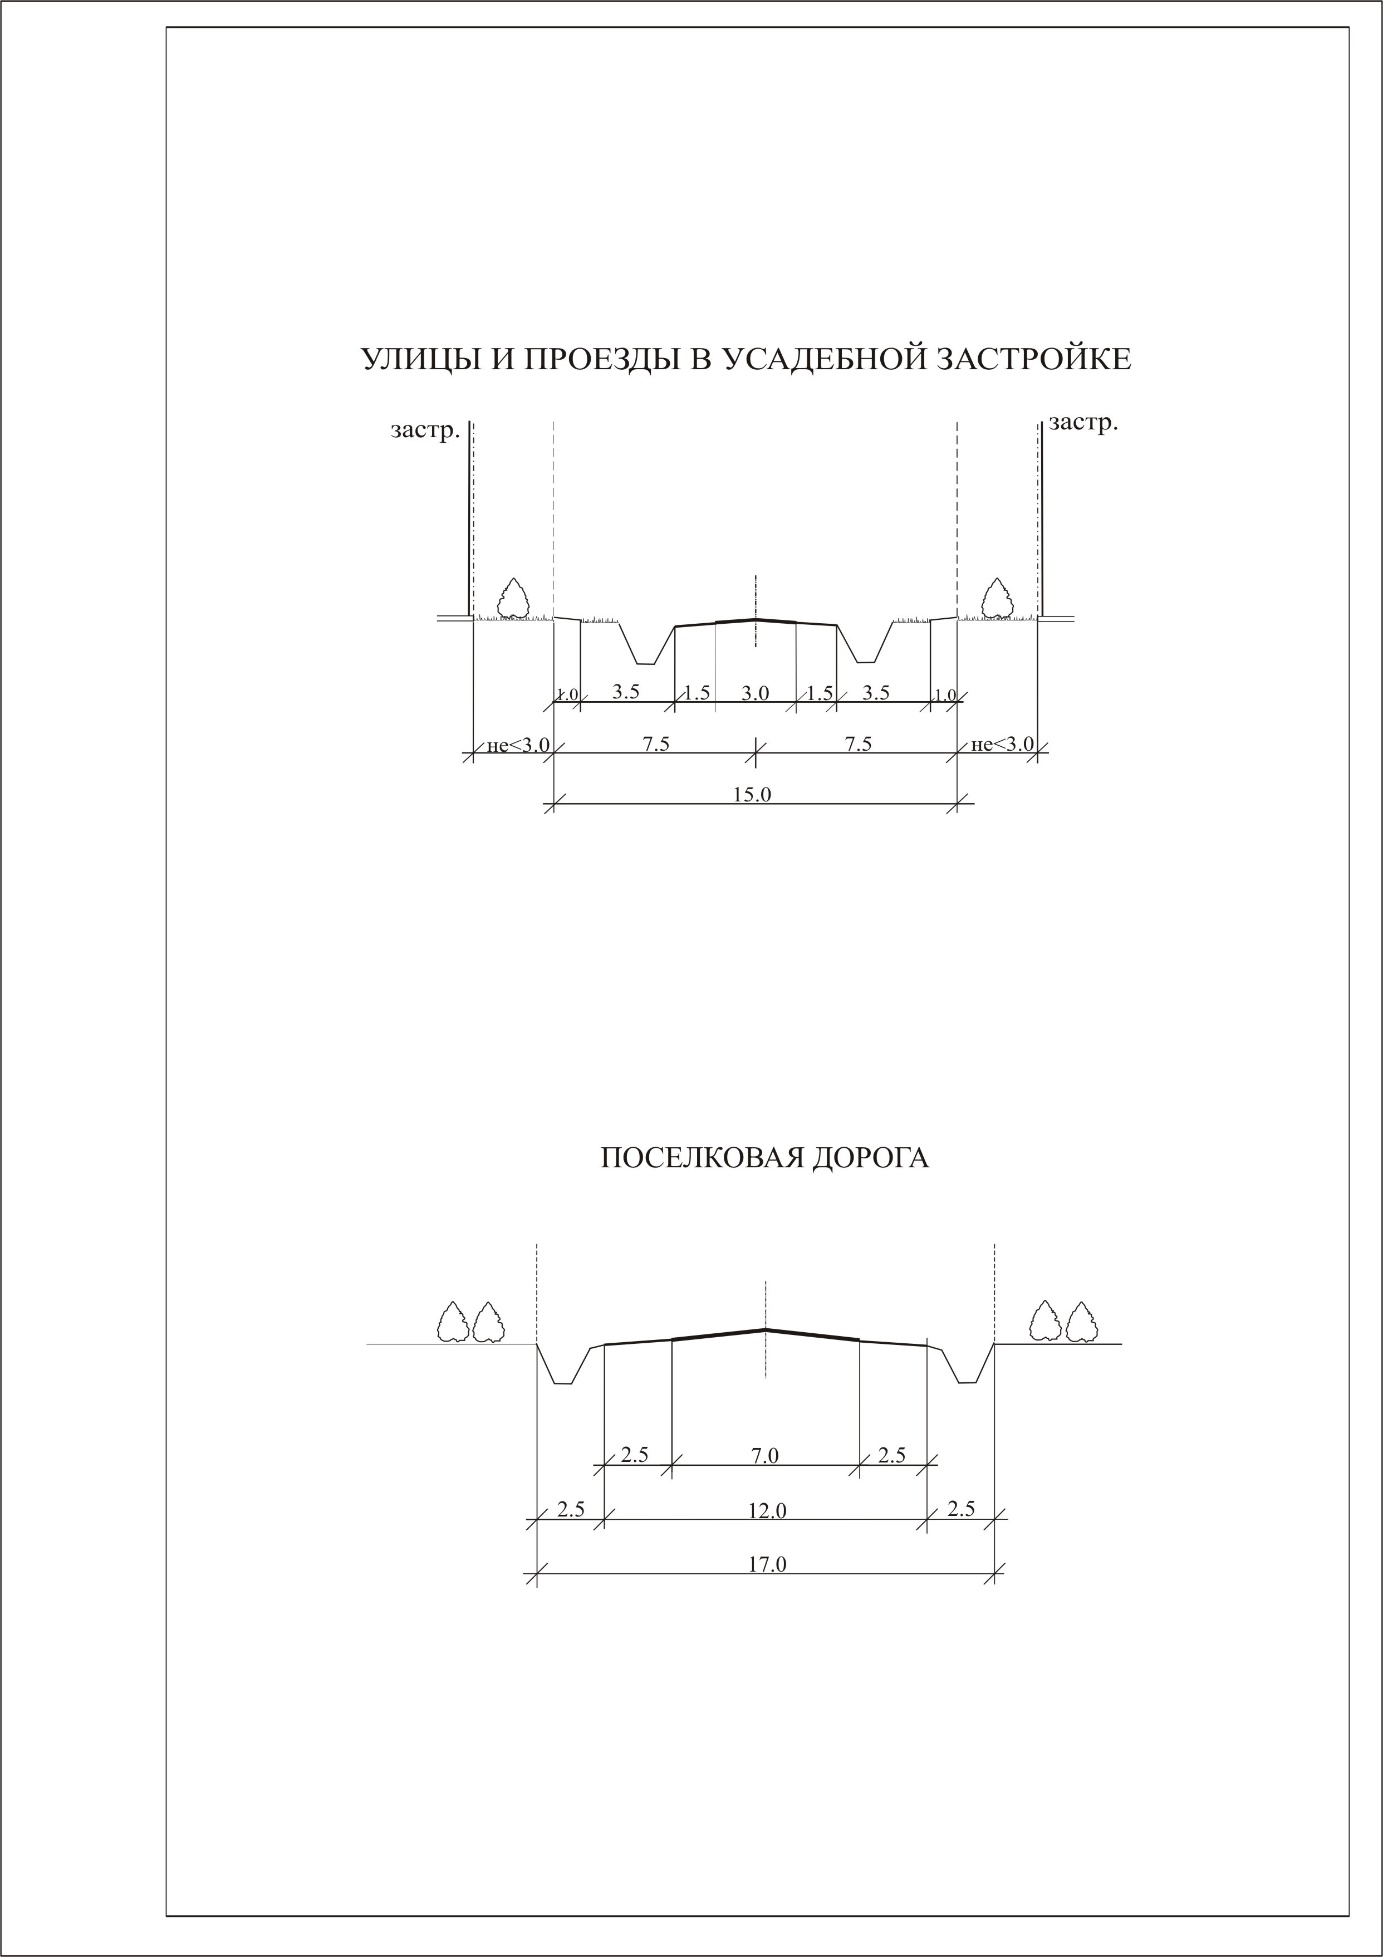 УЛИЦЫ И ПРОЕЗДЫ В УСАДЕБНОЙ ЗАСТРОЙКЕ
застр. застр.
1.0 3.5 1.5 3.0 1.5 3.5 1.0
не<3.0 7.5 7.5 не<3.0
15.0
ПОСЕЛКОВАЯ ДОРОГА
2.5 7.0 2.5
2.5 12.0 2.5
17.0